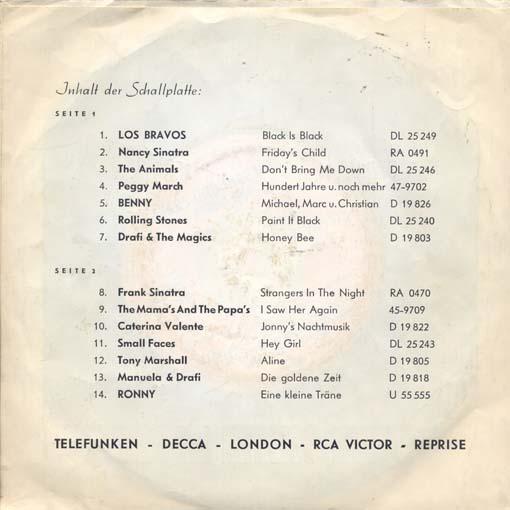 Inhalt der Schallplatte:
SEITE 1
1. LOS BRAVOS Black Is Black DL 25 249
2. Nancy Sinatra Friday's Child RA 0491
3. The Animals Don't Bring Me Down DL 25 246
4. Peggy March Hundert Jahre u. noch mehr 47-9702
5. BENNY Michael, Marc u. Christian D 19 826
6. Rolling Stones Paint It Black DL 25 240
7. Drafi & The Magics Honey Bee D 19 803
SEITE 2
8. Frank Sinatra Strangers In The Night RA 0470
9. The Mama's And The Papa's I Saw Her Again 45-9709
10. Caterina Valente Jonny's Nachtmusik D 19 822
11. Small Faces Hey Girl DL 25 243
12. Tony Marshall Aline D 19 805
13. Manuela & Drafi Die goldene Zeit D 19 818
14. RONNY Eine kleine Träne U 55 555
TELEFUNKEN - DECCA - LONDON - RCA VICTOR - REPRISE